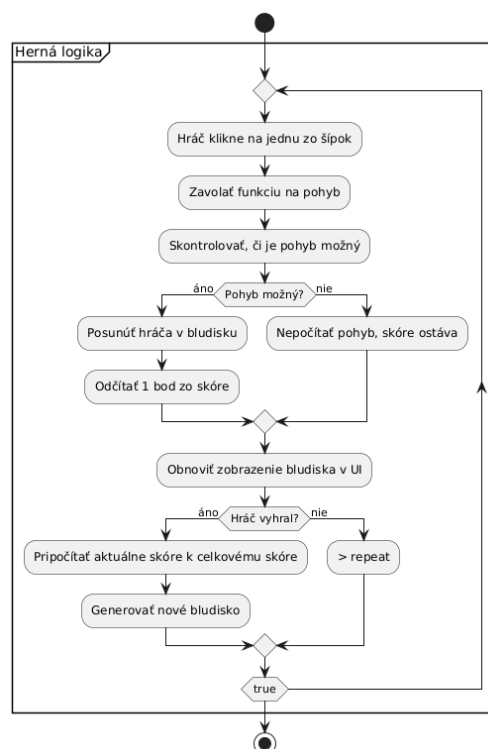 Herná logika
Hráč klikne na jednu zo šípok
Zavolať funkciu na pohyb
Skontrolovať, či je pohyb možný
áno
Pohyb možný?
nie
Posunúť hráča v bludisku
Nepočítať pohyb, skóre ostáva
Odčítať 1 bod zo skóre
Obnoviť zobrazenie bludiska v UI
áno
Hráč vyhral?
nie
Pripočítať aktuálne skóre k celkovému skóre
> repeat
Generovať nové bludisko
true